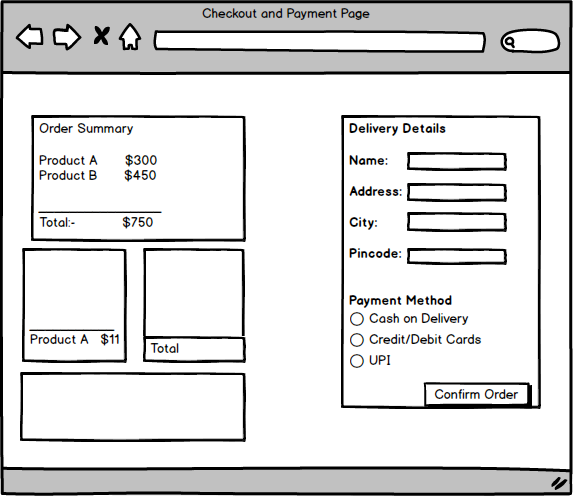 Checkout and Payment Page
Order Summary
Product A $300
Product B $450
Total:- $750
Product A $11
Total
Delivery Details
Name:
Address:
City:
Pincode:
Payment Method
Cash on Delivery
Credit/Debit Cards
UPI
Confirm Order